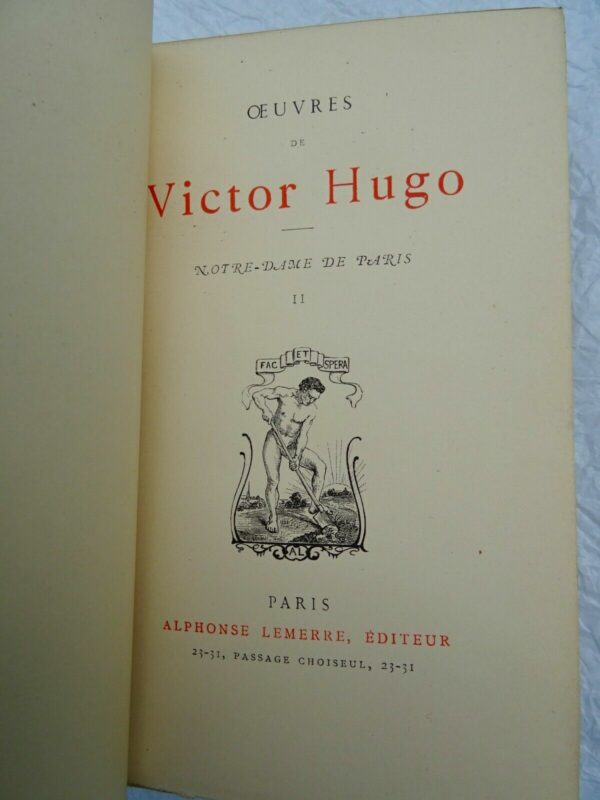 ŒUVRES
DE
Victor Hugo
NOTRE-DAME DE PARIS
II
FAC ET SPERA
AL
PARIS
ALPHONSE LEMERRE, ÉDITEUR
23-31, PASSAGE CHOISEUL, 23-31